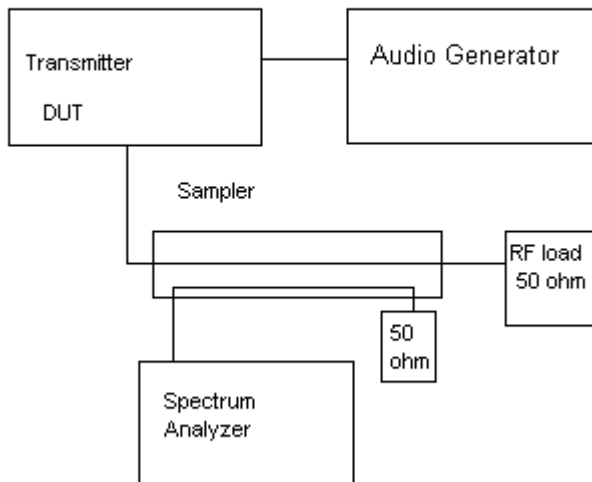 Transmitter
DUT
Audio Generator
Sampler
RF load
50 ohm
50
ohm
Spectrum
Analyzer